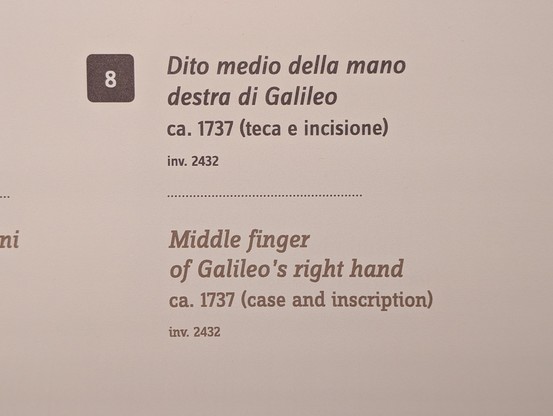 8
Dito medio della mano
destra di Galileo
ca. 1737 (teca e incisione)
inv. 2432
ni
Middle finger
of Galileo's right hand
ca. 1737 (case and inscription)
inv. 2432